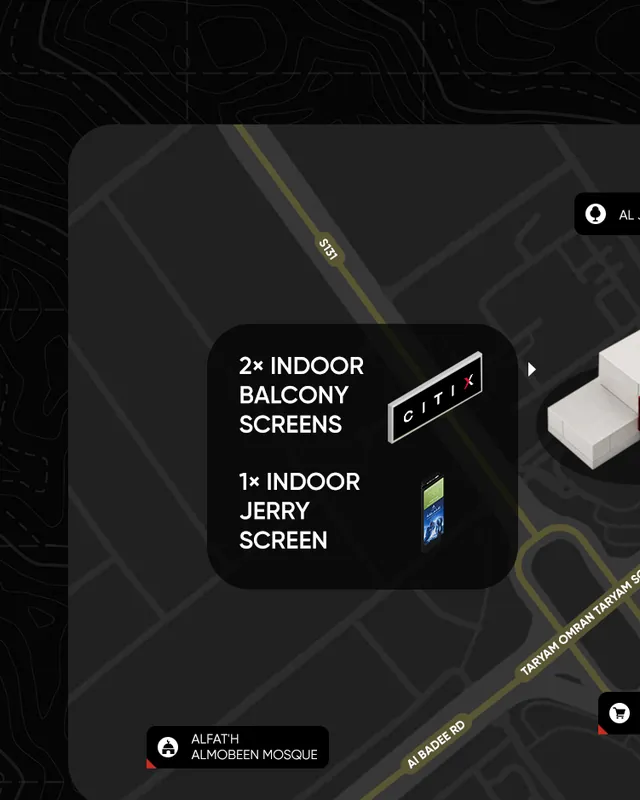 AL
S131
2× INDOOR
BALCONY
SCREENS
CITIX
1× INDOOR
JERRY
SCREEN
TARYAM OMRAN TARYAM
Al BADEE RD
ALFAT'H
ALMOBEEN MOSQUE